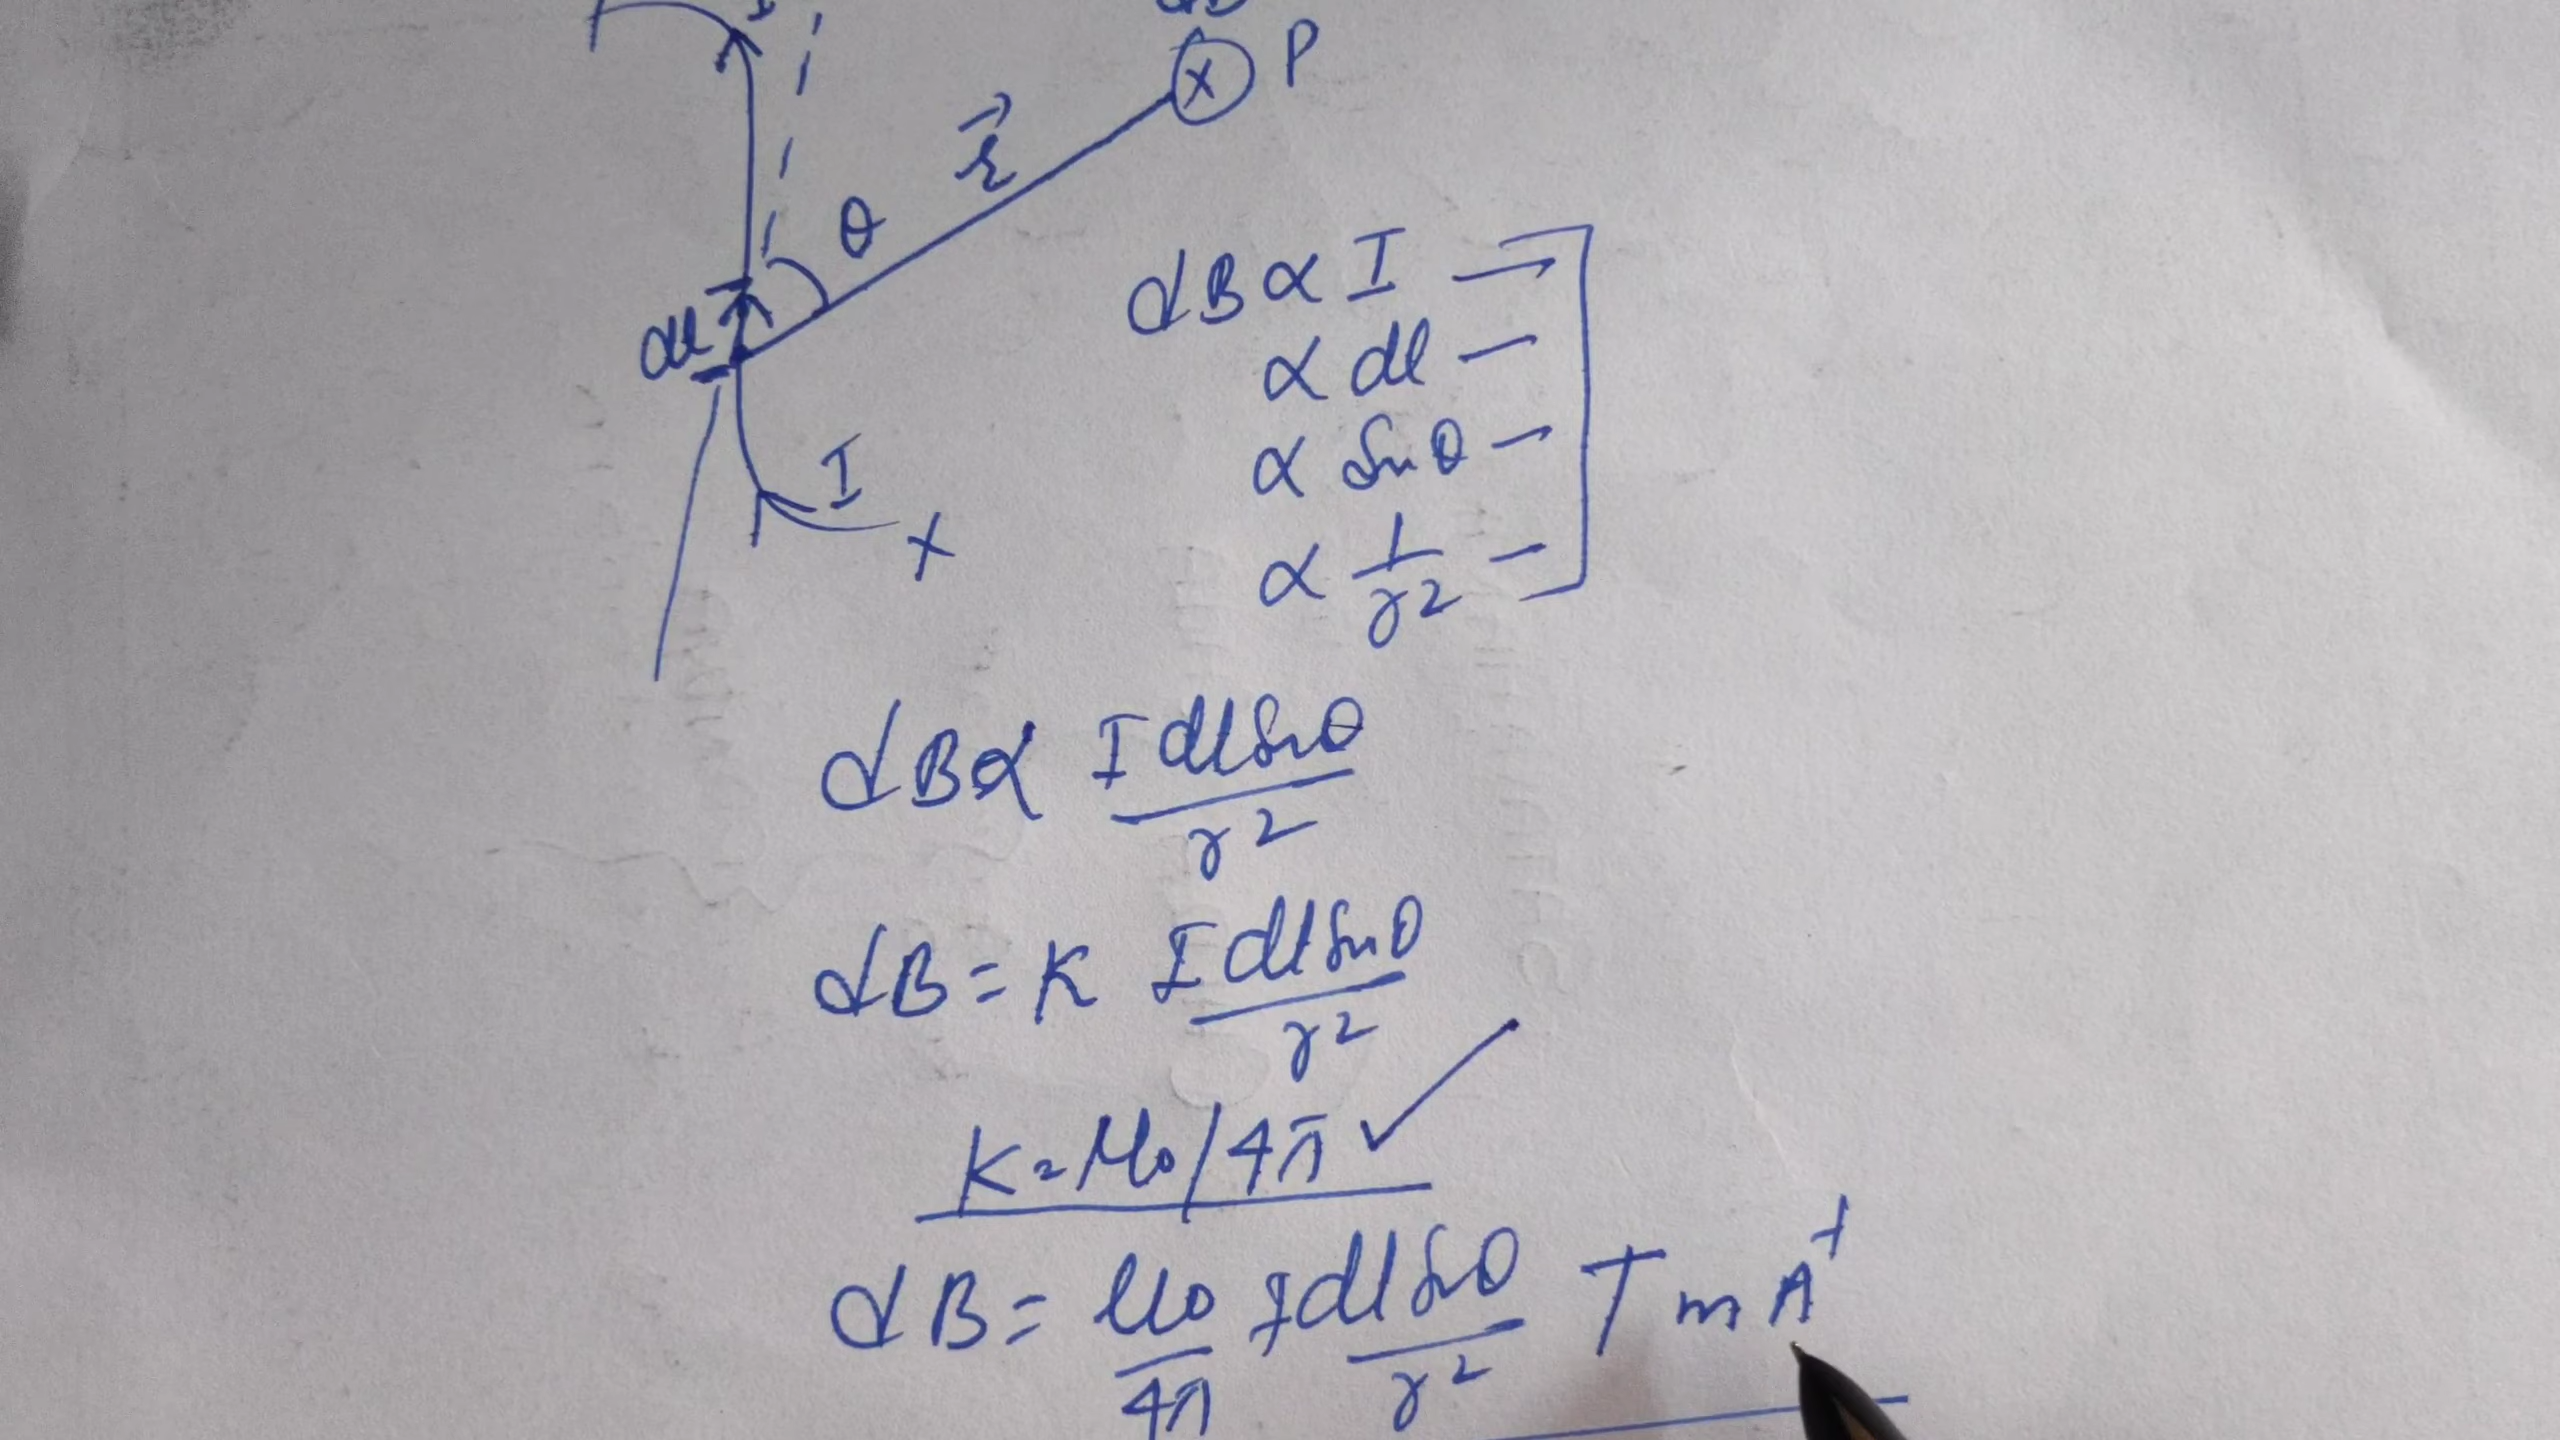 P
r⃗
θ
dB ∝ I
dl
∝ dl
∝ Sinθ
I
X
∝ 1/r2
dB ∝ I dl Sinθ / r2
dB = K I dl Sinθ / r2
K = μ0/4π ✓
dB = μ0/4π I dl Sinθ / r2 T m A-1